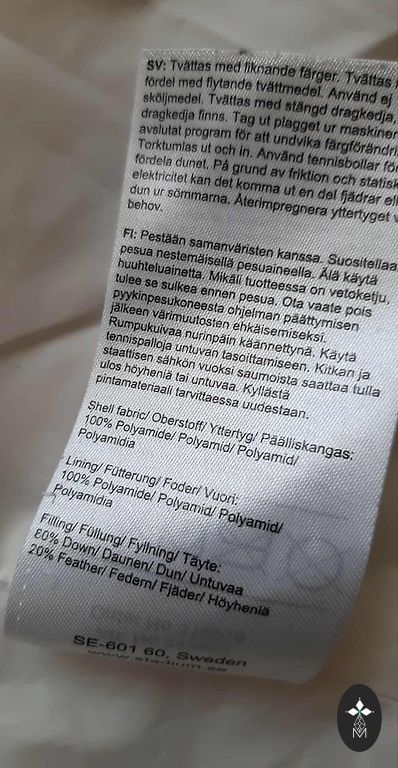 SV: Tvättas med liknande färger. Tvättas
fördel med flytande tvättmedel. Använd ej
sköljmedel. Tvättas med stängd dragkedja,
dragkedja finns. Tag ut plagget ur maskinen
avslutat program för att undvika färgförändri
Torktumlas ut och in. Använd tennisbollar för
fördela dunet. På grund av friktion och statisk
elektricitet kan det komma ut en del fjädrar el
dun ur sömmarna. Återimpregnera yttertyget v
behov.
FI: Pestään samanväristen kanssa. Suositellaa
pesua nestemäisellä pesuaineella. Älä käytä
huuhteluainetta. Mikäli tuotteessa on vetoketju,
tulee se sulkea ennen pesua. Ota vaate pois
pyykinpesukoneesta ohjelman päättymisen
jälkeen värimuutosten ehkäisemiseksi.
Rumpukuivaa nurinpäin käännettynä. Käytä
tennispalloja untuvan tasoittamiseen. Kitkan ja
staattisen sähkön vuoksi saumoista saattaa tulla
ulos höyheniä tai untuvaa. Kyllästä
pintamateriaali tarvittaessa uudestaan.
Shell fabric/ Oberstoff/ Yttertyg/ Päälliskangas:
100% Polyamide/ Polyamid/ Polyamid/
Polyamidia
Lining/ Fütterung/ Foder/ Vuori:
100% Polyamide/ Polyamid/ Polyamid/
Polyamidia
Filling/ Füllung/ Fyllning/ Täyte:
80% Down/ Daunen/ Dun/ Untuvaa
20% Feather/ Federn/ Fjäder/ Höyheniä
SE-601 60, Sweden
www.stadium.se
M